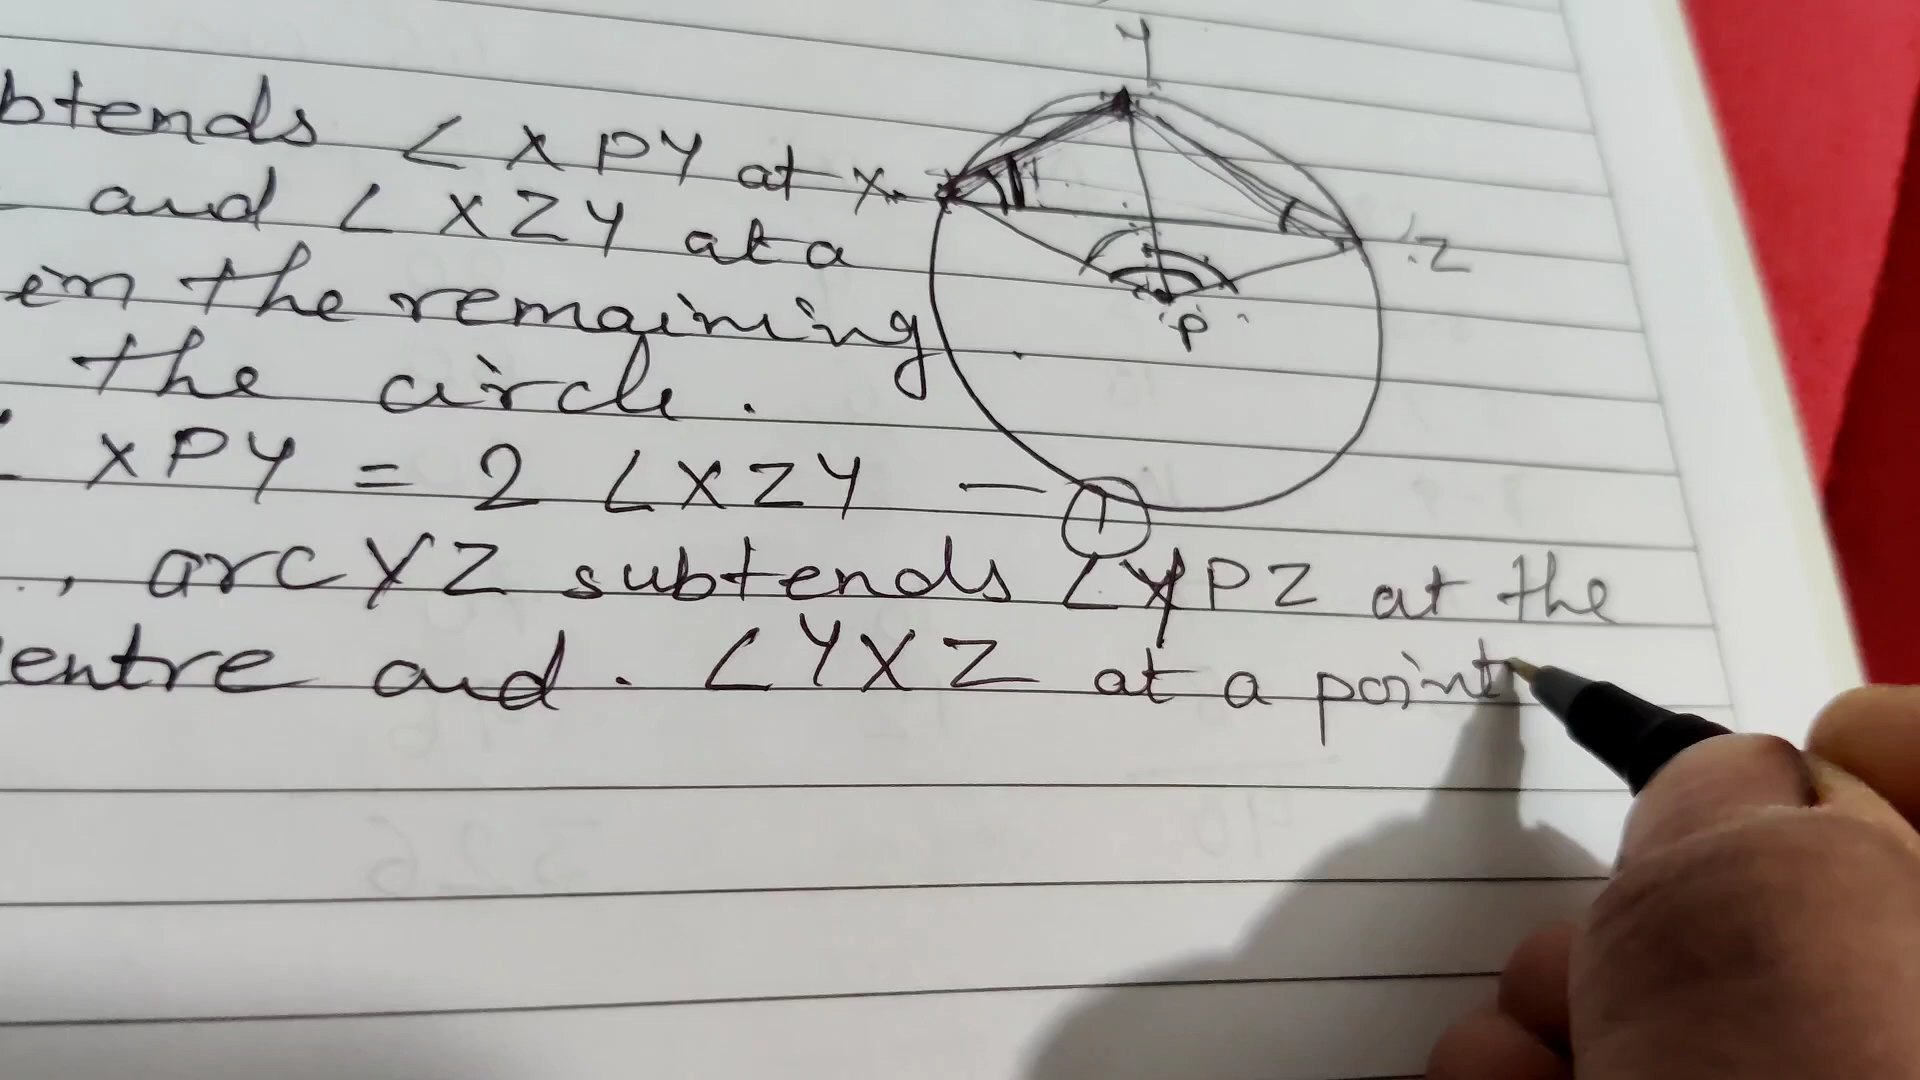 btends ∠XPY at
and ∠XZY at a
in the remaining
the circle.
XPY = 2 ∠XZY — ①
, arc YZ subtends ∠YPZ at the
entre and. ∠YXZ at a point
Y
X
Z
P